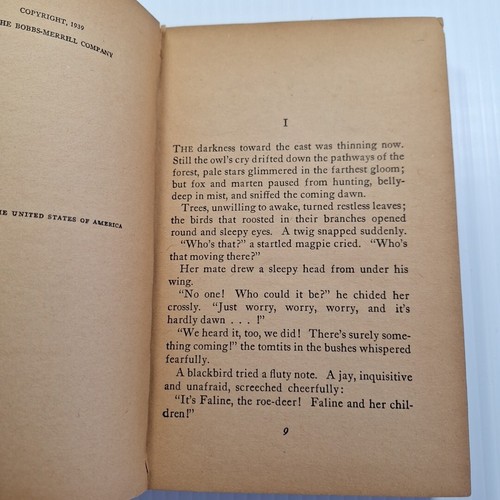 COPYRIGHT, 1939
HE BOBBS-MERRILL COMPANY
E UNITED STATES OF AMERICA
I
THE darkness toward the east was thinning now.
Still the owl's cry drifted down the pathways of the
forest, pale stars glimmered in the farthest gloom;
but fox and marten paused from hunting, belly-
deep in mist, and sniffed the coming dawn.
Trees, unwilling to awake, turned restless leaves;
the birds that roosted in their branches opened
round and sleepy eyes. A twig snapped suddenly.
"Who's that?" a startled magpie cried. "Who's
that moving there?"
Her mate drew a sleepy head from under his
wing.
"No one! Who could it be?" he chided her
crossly. "Just worry, worry, worry, and it's
hardly dawn . . . !"
"We heard it, too, we did! There's surely some-
thing coming!" the tomtits in the bushes whispered
fearfully.
A blackbird tried a fluty note. A jay, inquisitive
and unafraid, screeched cheerfully:
"It's Faline, the roe-deer! Faline and her chil-
dren!"
9